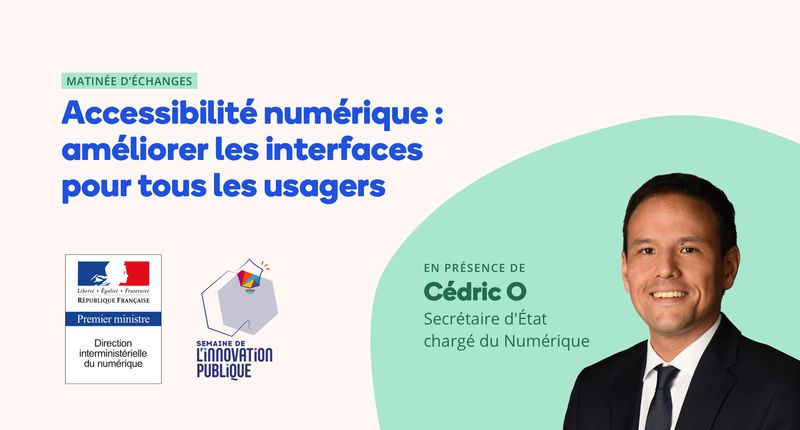 MATINÉE D'ÉCHANGES
Accessibilité numérique :
améliorer les interfaces
pour tous les usagers
Liberté • Égalité • Fraternité
RÉPUBLIQUE FRANÇAISE
Premier ministre
Direction
interministérielle
du numérique
SEMAINE DE
L'INNOVATION
PUBLIQUE
EN PRÉSENCE DE
Cédric O
Secrétaire d'État
chargé du Numérique